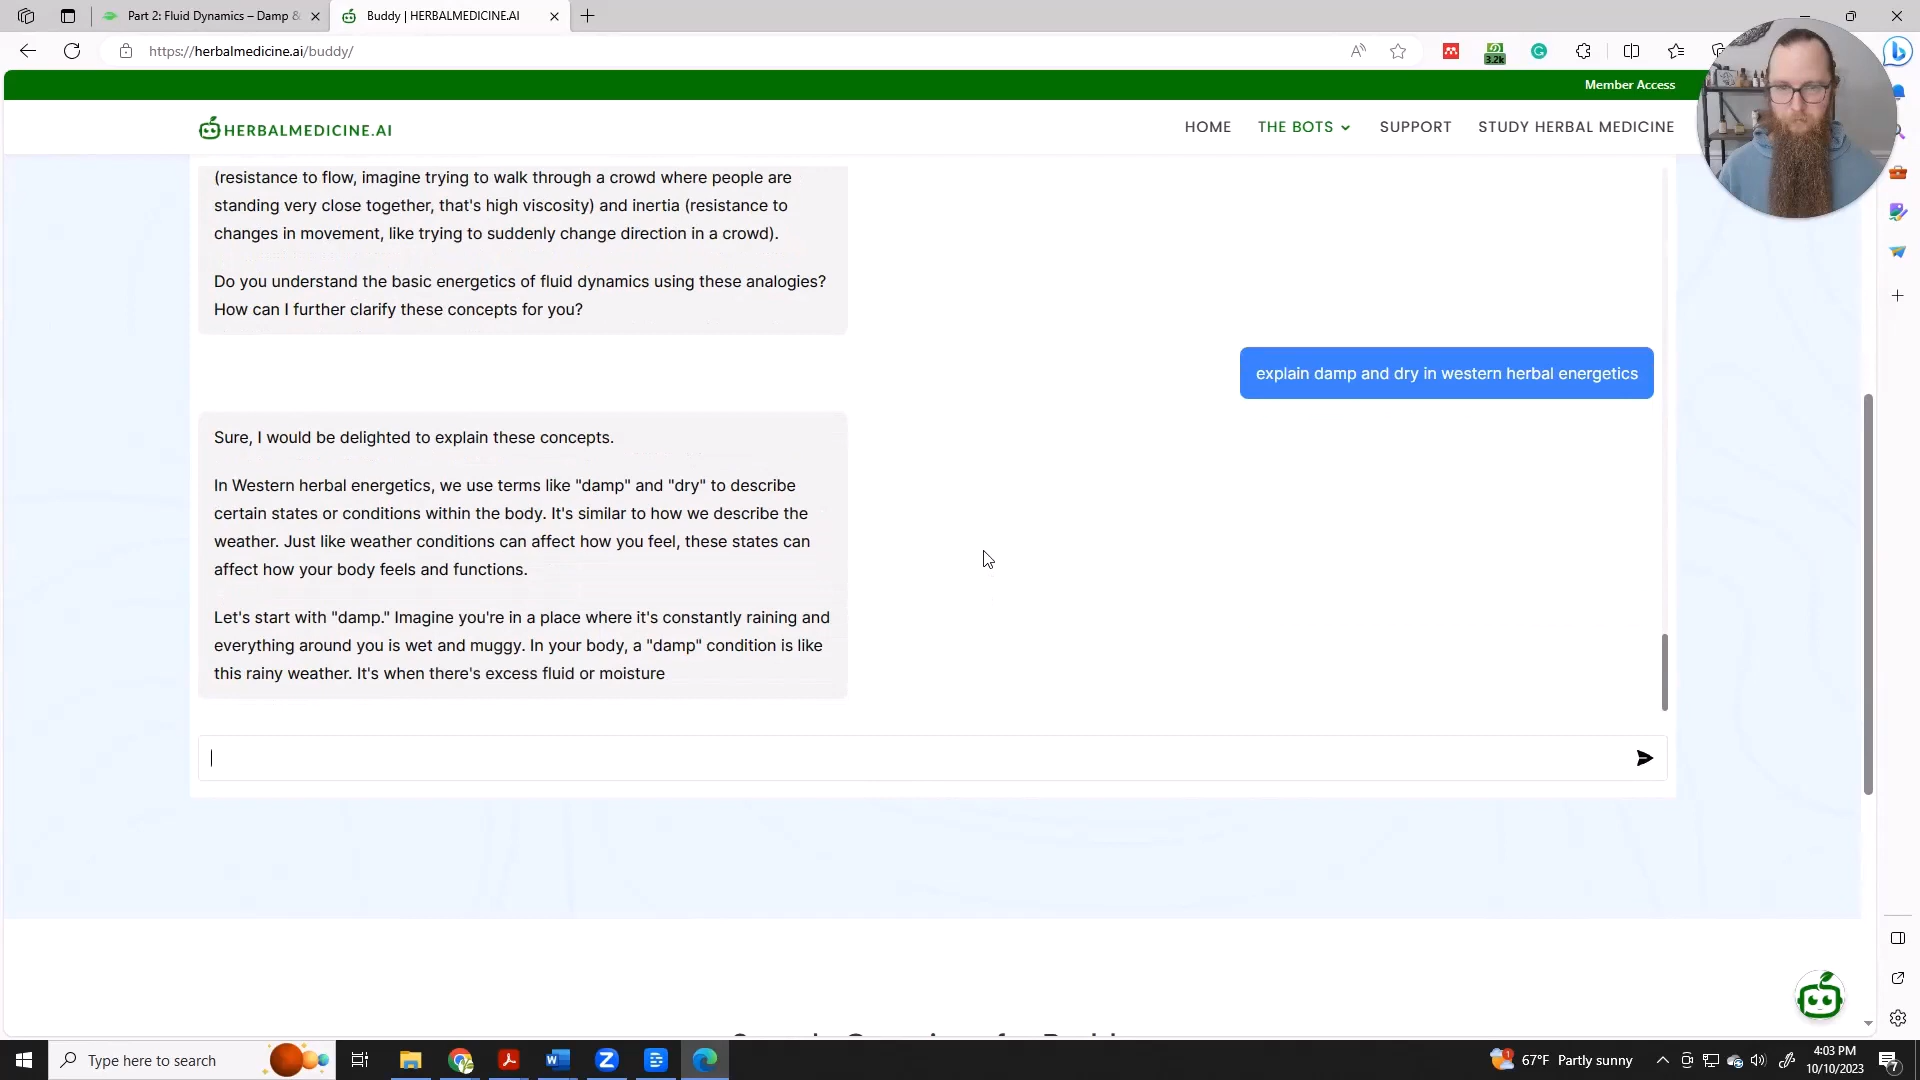 Part 2: Fluid Dynamics – Damp &
Buddy | HERBALMEDICINE.AI
https://herbalmedicine.ai/buddy/
3.2k
Member Access
HERBALMEDICINE.AI
HOME
THE BOTS
SUPPORT
STUDY HERBAL MEDICINE
(resistance to flow, imagine trying to walk through a crowd where people are
standing very close together, that's high viscosity) and inertia (resistance to
changes in movement, like trying to suddenly change direction in a crowd).
Do you understand the basic energetics of fluid dynamics using these analogies?
How can I further clarify these concepts for you?
explain damp and dry in western herbal energetics
Sure, I would be delighted to explain these concepts.
In Western herbal energetics, we use terms like "damp" and "dry" to describe
certain states or conditions within the body. It's similar to how we describe the
weather. Just like weather conditions can affect how you feel, these states can
affect how your body feels and functions.
Let's start with "damp." Imagine you're in a place where it's constantly raining and
everything around you is wet and muggy. In your body, a "damp" condition is like
this rainy weather. It's when there's excess fluid or moisture
Type here to search
67°F Partly sunny
4:03 PM
10/10/2023
7